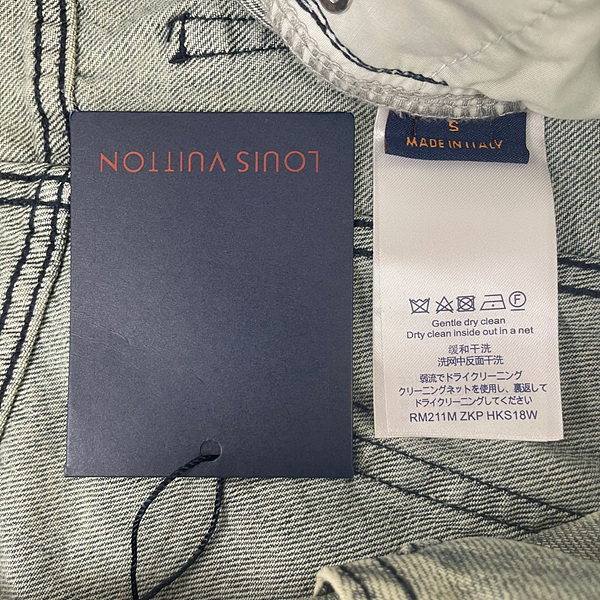 LOUIS VUITTON
S
MADE IN ITALY
Gentle dry clean
Drty clean inside out in a net
缓和干洗
洗网中反面干洗
弱流でドライクリーニング
クリーニングネットを使用し、裏返して
ドライクリーニングしてください
RM211M ZKP HKS18W